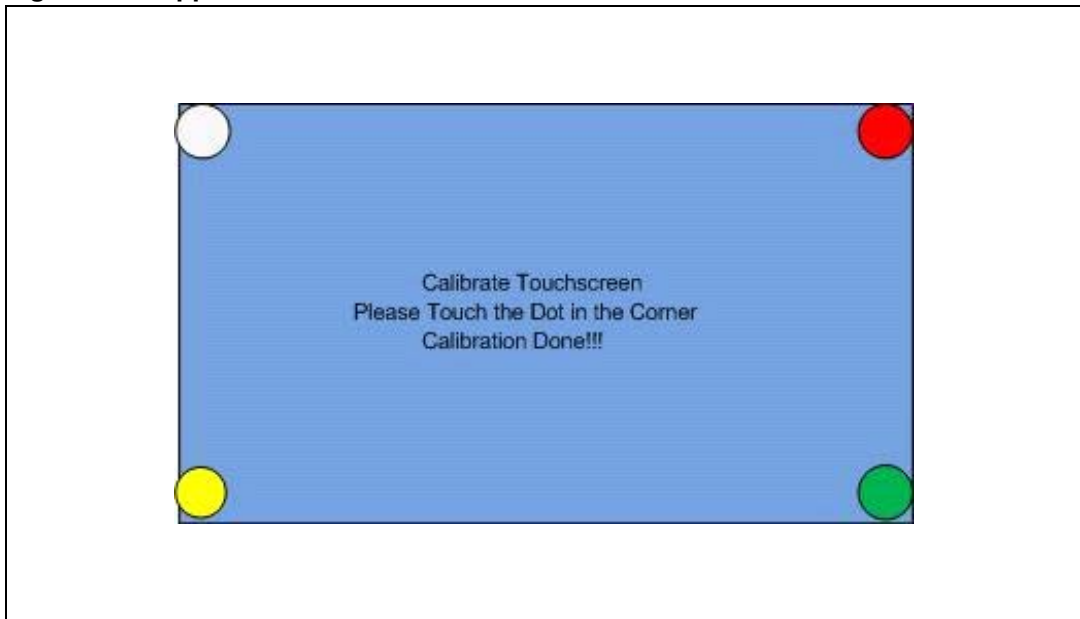 Calibrate Touchscreen
Please Touch the Dot in the Corner
Calibration Done!!!